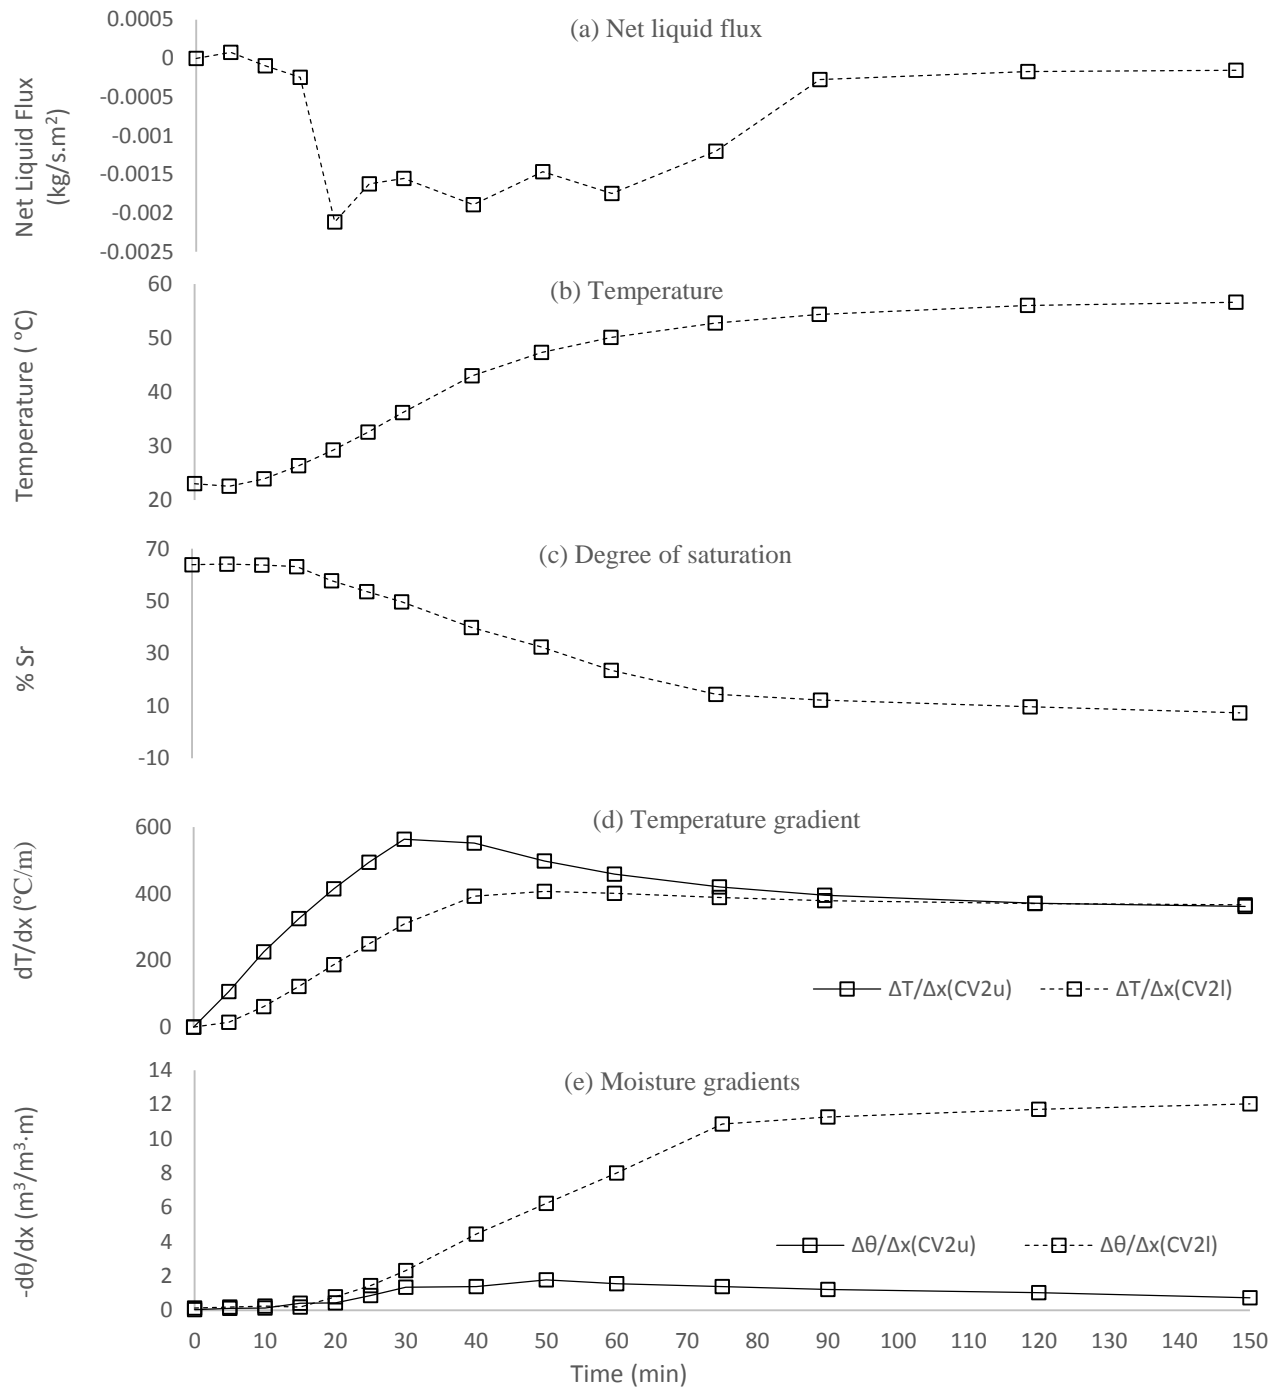 (a) Net liquid flux
0.0005
0
-0.0005
-0.001
-0.0015
-0.002
-0.0025
Net Liquid Flux
(kg/s.m²)
(b) Temperature
60
50
40
30
20
Temperature ( °C)
(c) Degree of saturation
70
50
30
10
-10
% Sr
(d) Temperature gradient
600
400
200
0
dT/dx (°C/m)
ΔT/Δx(CV2u) ΔT/Δx(CV2l)
(e) Moisture gradients
14
12
10
8
6
4
2
0
-dθ/dx (m³/m³·m)
Δθ/Δx(CV2u) Δθ/Δx(CV2l)
0 10 20 30 40 50 60 70 80 90 100 110 120 130 140 150
Time (min)